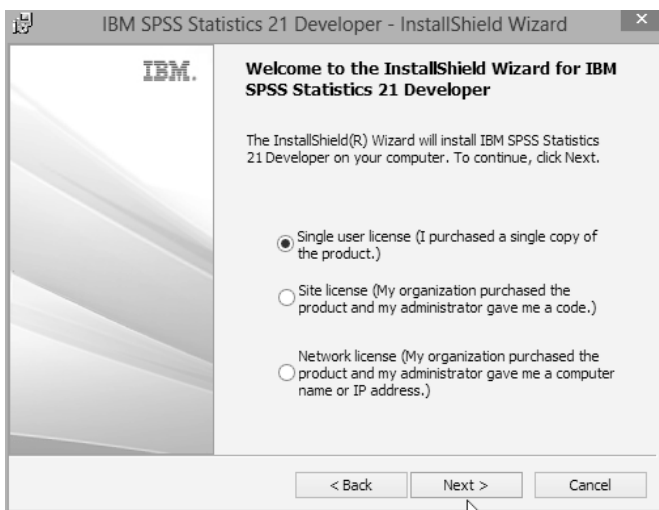 IBM SPSS Statistics 21 Developer - InstallShield Wizard
IBM.
Welcome to the InstallShield Wizard for IBM
SPSS Statistics 21 Developer
The InstallShield(R) Wizard will install IBM SPSS Statistics
21 Developer on your computer. To continue, click Next.
Single user license (I purchased a single copy of
the product.)
Site license (My organization purchased the
product and my administrator gave me a code.)
Network license (My organization purchased the
product and my administrator gave me a computer
name or IP address.)
< Back
Next >
Cancel